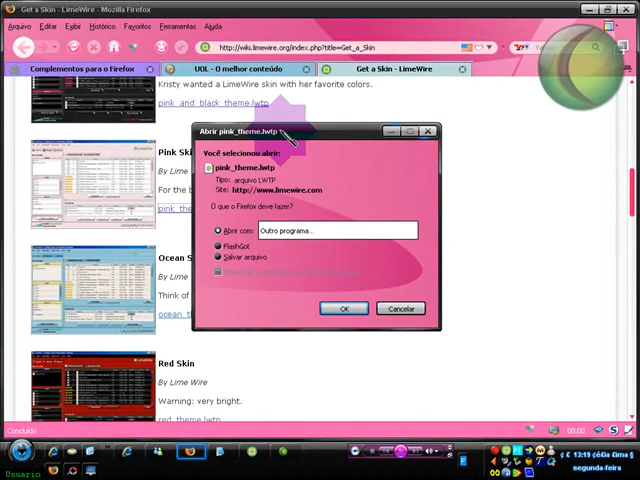 Get a Skin - LimeWire - Mozilla Firefox
Arquivo Editar Exibir Histórico Favoritos Ferramentas Ajuda
http://wiki.limewire.org/index.php?title=Get_a_Skin
Complementos para o Firefox
UOL - O melhor conteúdo
Get a Skin - LimeWire
Kristy wanted a LimeWire skin with her favorite colors.
pink_and_black_theme.lwtp
Abrir pink_theme.lwtp
Você selecionou abrir:
pink_theme.lwtp
Tipo: arquivo LWTP
Site: http://www.limewire.com
O que o Firefox deve fazer?
Abrir com: Outro programa...
FlashGot
Salvar arquivo
OK
Cancelar
Pink Ski
By Lime
For the b
pink_the
Ocean S
By Lime
Think of
ocean_t
Red Skin
By Lime Wire
Warning: very bright.
red_theme.lwtp
Concluído
00:00
Usuario
13:19
segunda-feira